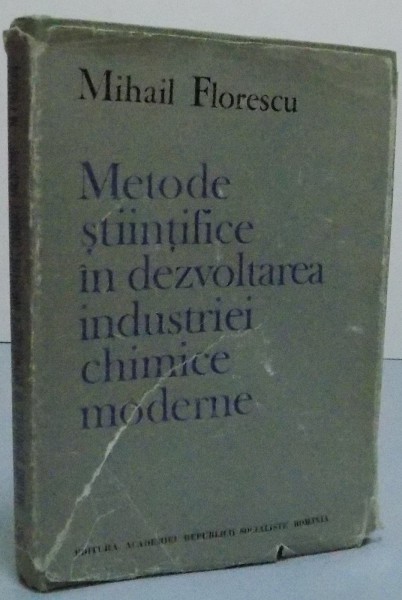 Mihail Florescu
Metode
științifice
în dezvoltarea
industriei
chimice
moderne
EDITURA ACADEMIEI REPUBLICII SOCIALISTE ROMÂNIA